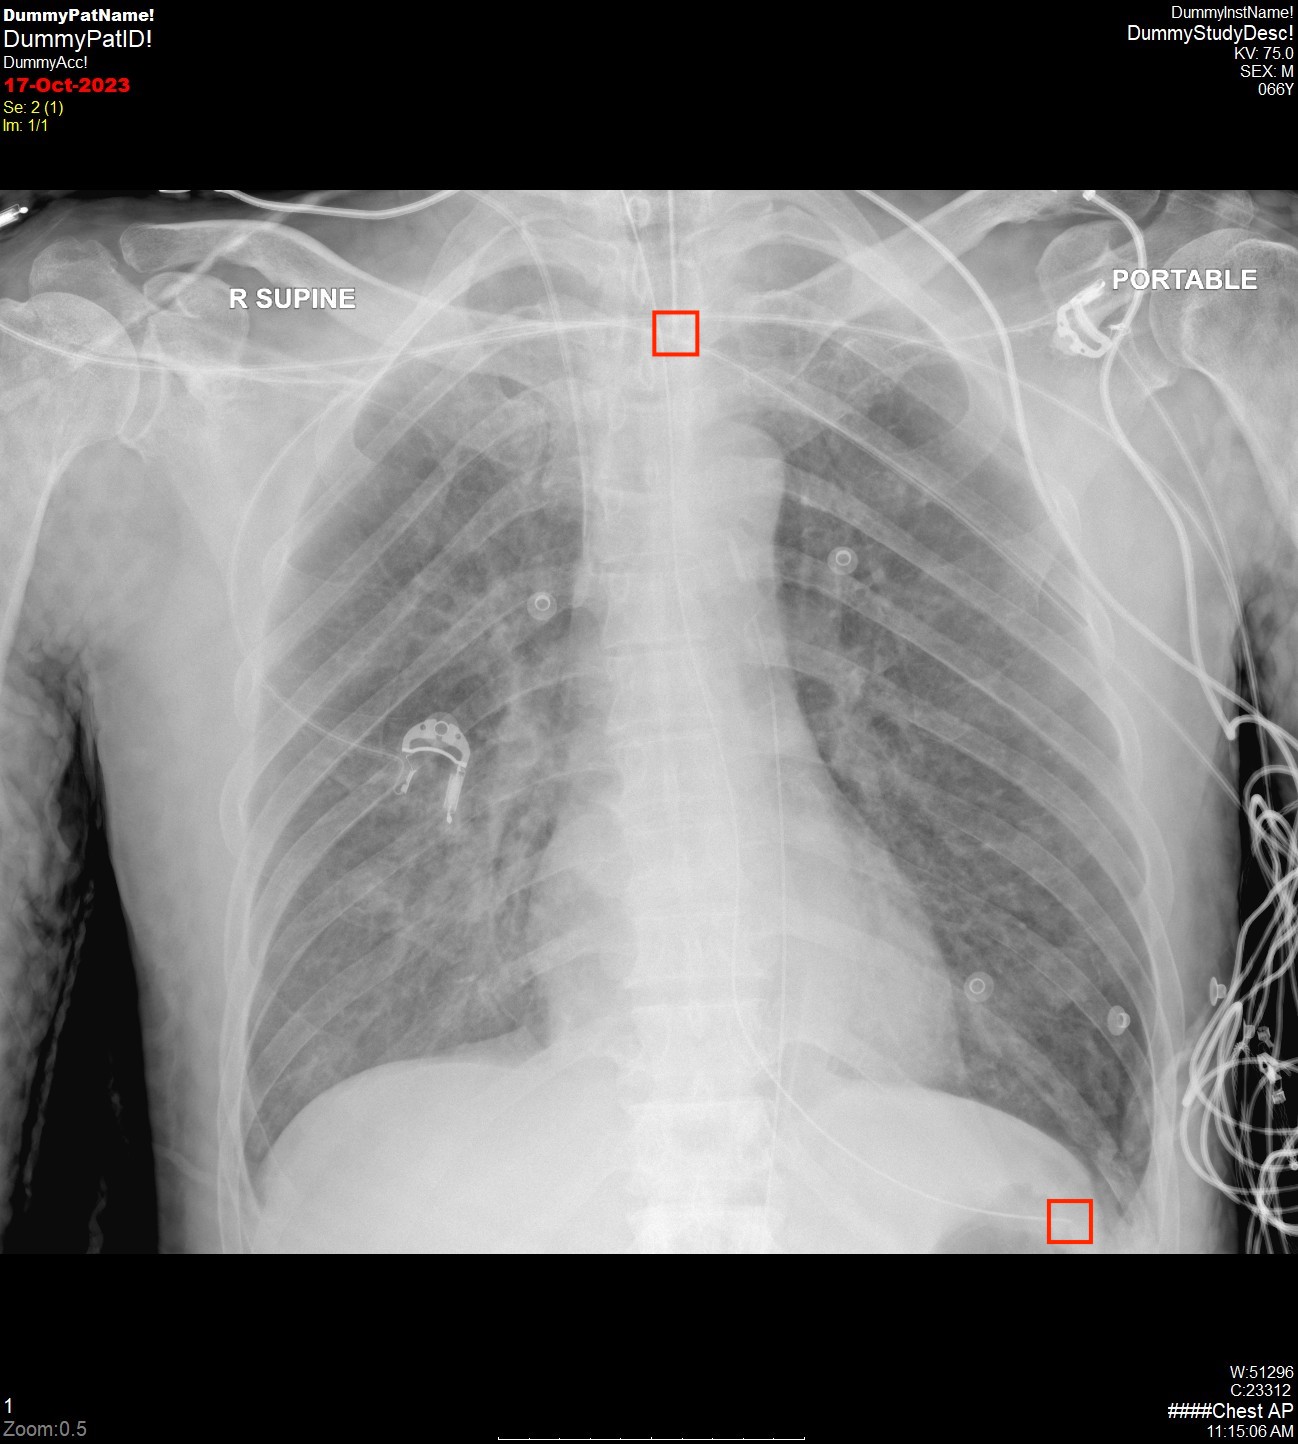 DummyPatName!
DummyPatID!
DummyAcc!
17-Oct-2023
Se: 2 (1)
Im: 1/1
DummyInstName!
DummyStudyDesc!
KV: 75.0
SEX: M
066Y
R SUPINE
PORTABLE
1
Zoom:0.5
W:51296
C:23312
####Chest AP
11:15:06 AM